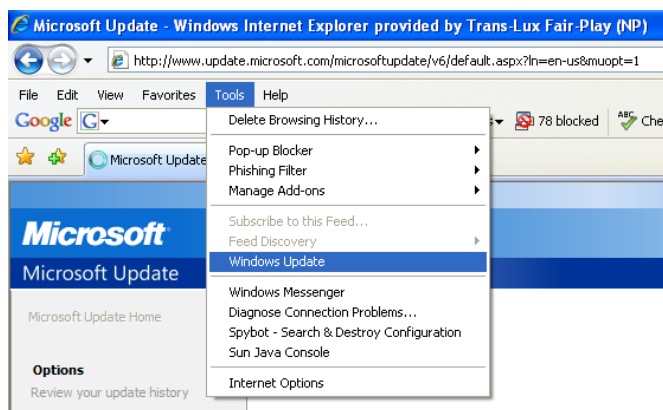 Microsoft Update - Windows Internet Explorer provided by Trans-Lux Fair-Play (NP)
http://www.update.microsoft.com/microsoftupdate/v6/default.aspx?ln=en-us&muopt=1
File Edit View Favorites Tools Help
Google G 78 blocked ABC Che
Microsoft Update
Delete Browsing History...
Pop-up Blocker
Phishing Filter
Manage Add-ons
Subscribe to this Feed...
Feed Discovery
Windows Update
Windows Messenger
Diagnose Connection Problems...
Spybot - Search & Destroy Configuration
Sun Java Console
Internet Options
Microsoft
Microsoft Update
Microsoft Update Home
Options
Review your update history